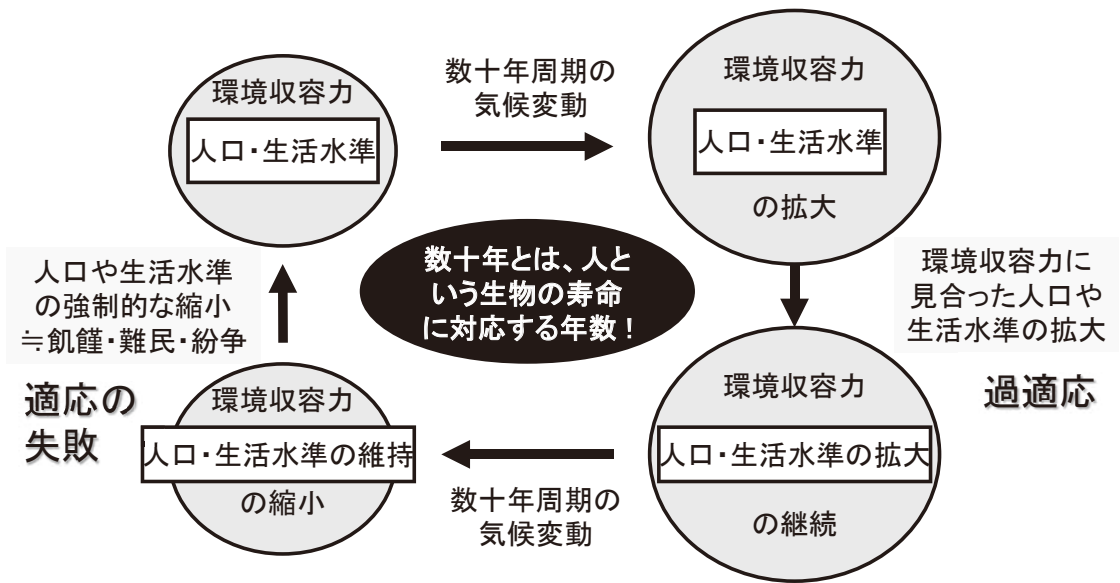 環境収容力
人口・生活水準
数十年周期の
気候変動
環境収容力
人口・生活水準
の拡大
環境収容力に
見合った人口や
生活水準の拡大
過適応
環境収容力
人口・生活水準の拡大
の継続
数十年周期の
気候変動
環境収容力
人口・生活水準の維持
の縮小
適応の
失敗
人口や生活水準
の強制的な縮小
≒飢饉・難民・紛争
数十年とは、人と
いう生物の寿命
に対応する年数！